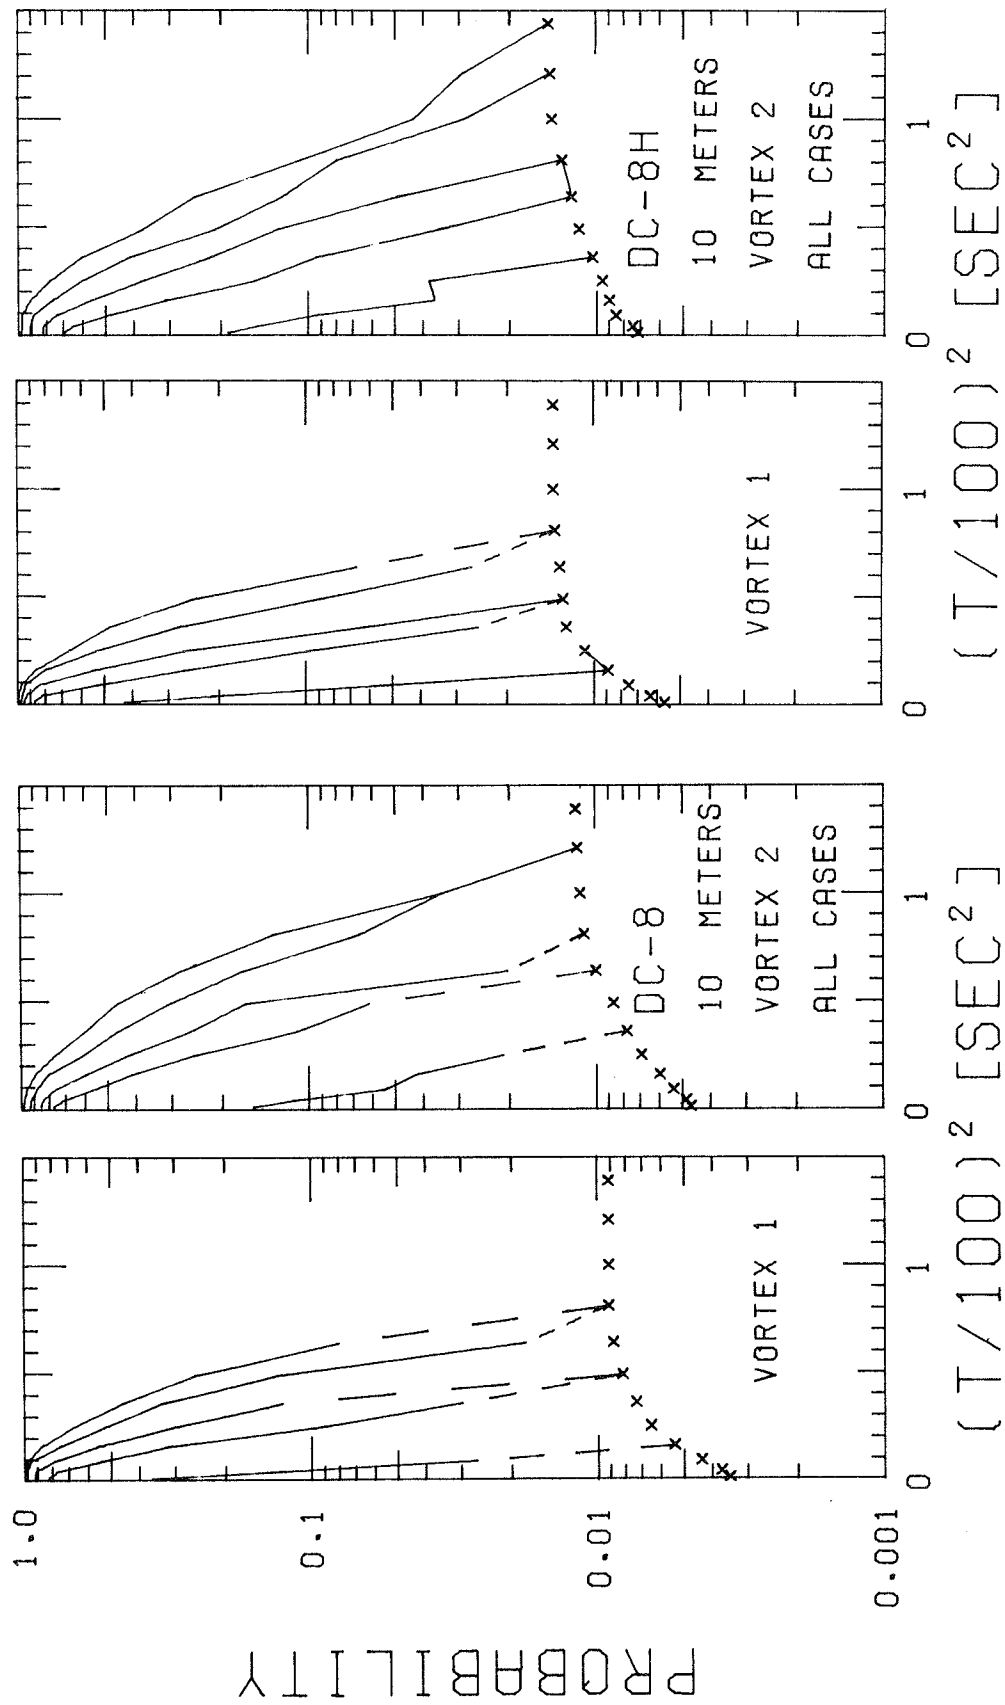 PROBABILITY
1.0
0.1
0.01
0.001
VORTEX 1
0 1
DC-8
10 METERS
VORTEX 2
ALL CASES
0 1
(T/100)² [SEC²]
VORTEX 1
0 1
DC-8H
10 METERS
VORTEX 2
ALL CASES
0 1
(T/100)² [SEC²]